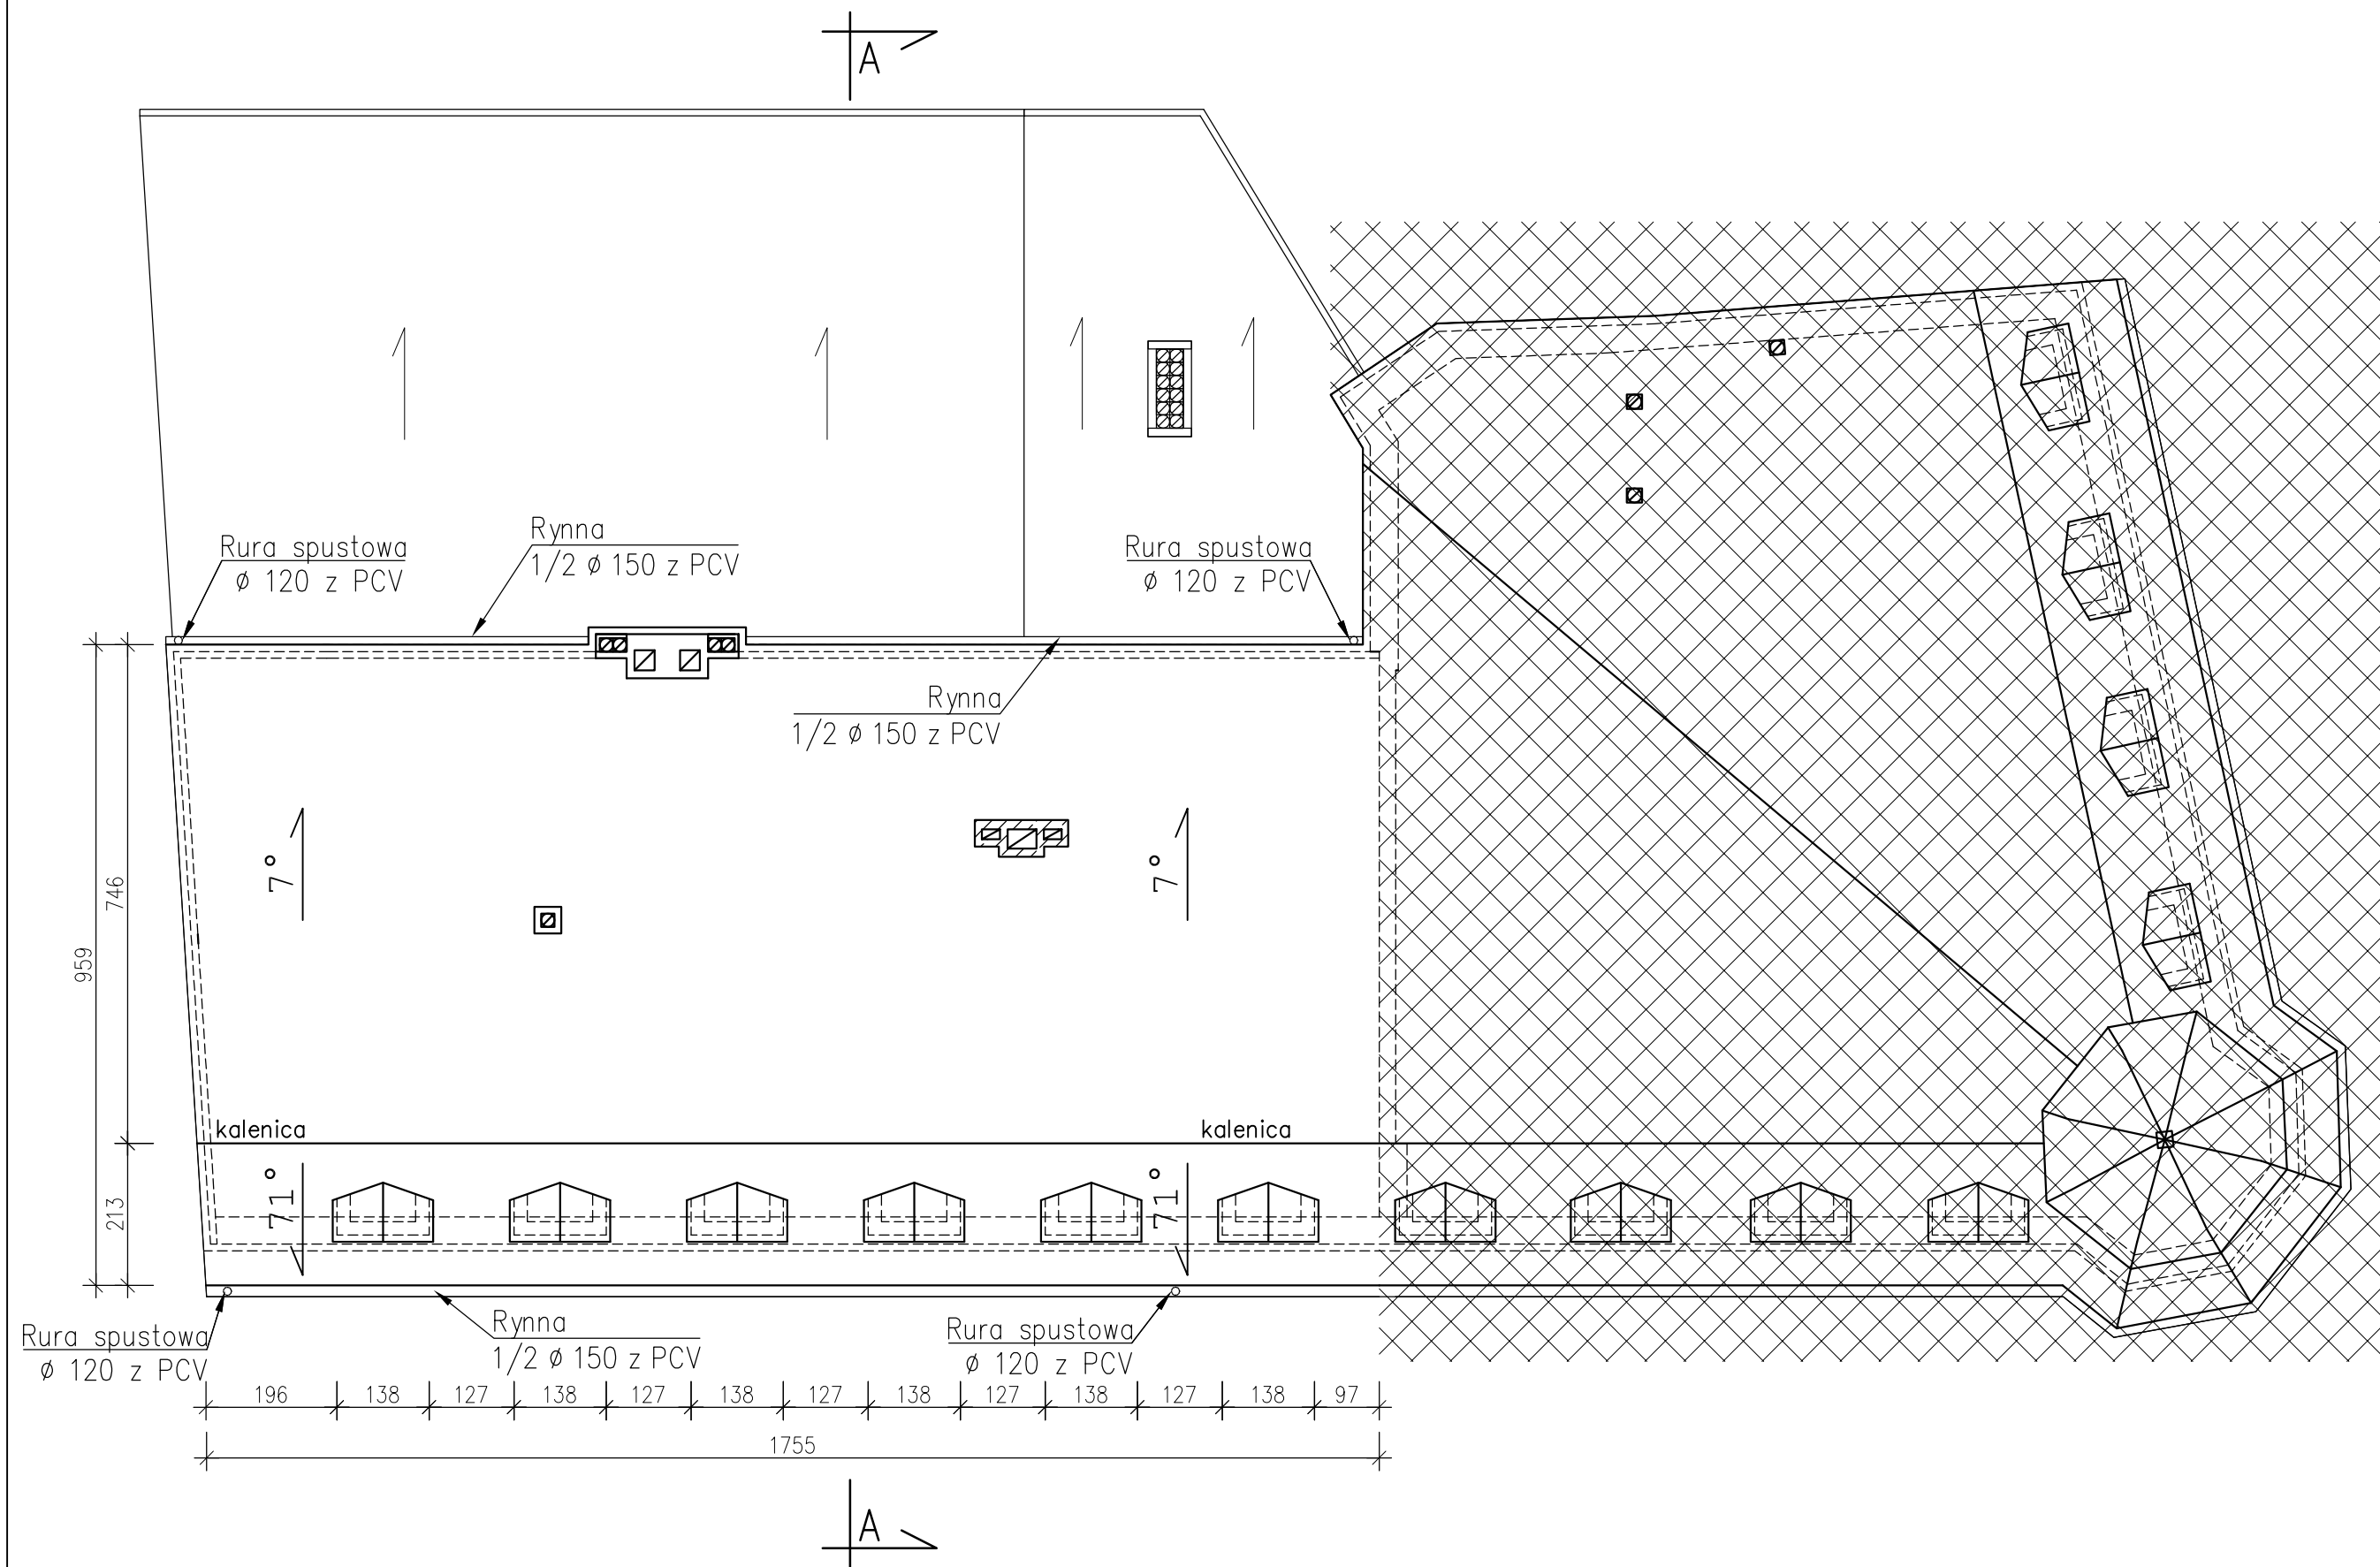 A
Rura spustowa
ø 120 z PCV
Rynna
1/2 ø 150 z PCV
Rura spustowa
ø 120 z PCV
Rynna
1/2 ø 150 z PCV
7°
7°
746
959
kalenica
kalenica
71°
71°
213
Rura spustowa
ø 120 z PCV
Rynna
1/2 ø 150 z PCV
Rura spustowa
ø 120 z PCV
196 138 127 138 127 138 127 138 127 138 127 138 97
1755
A